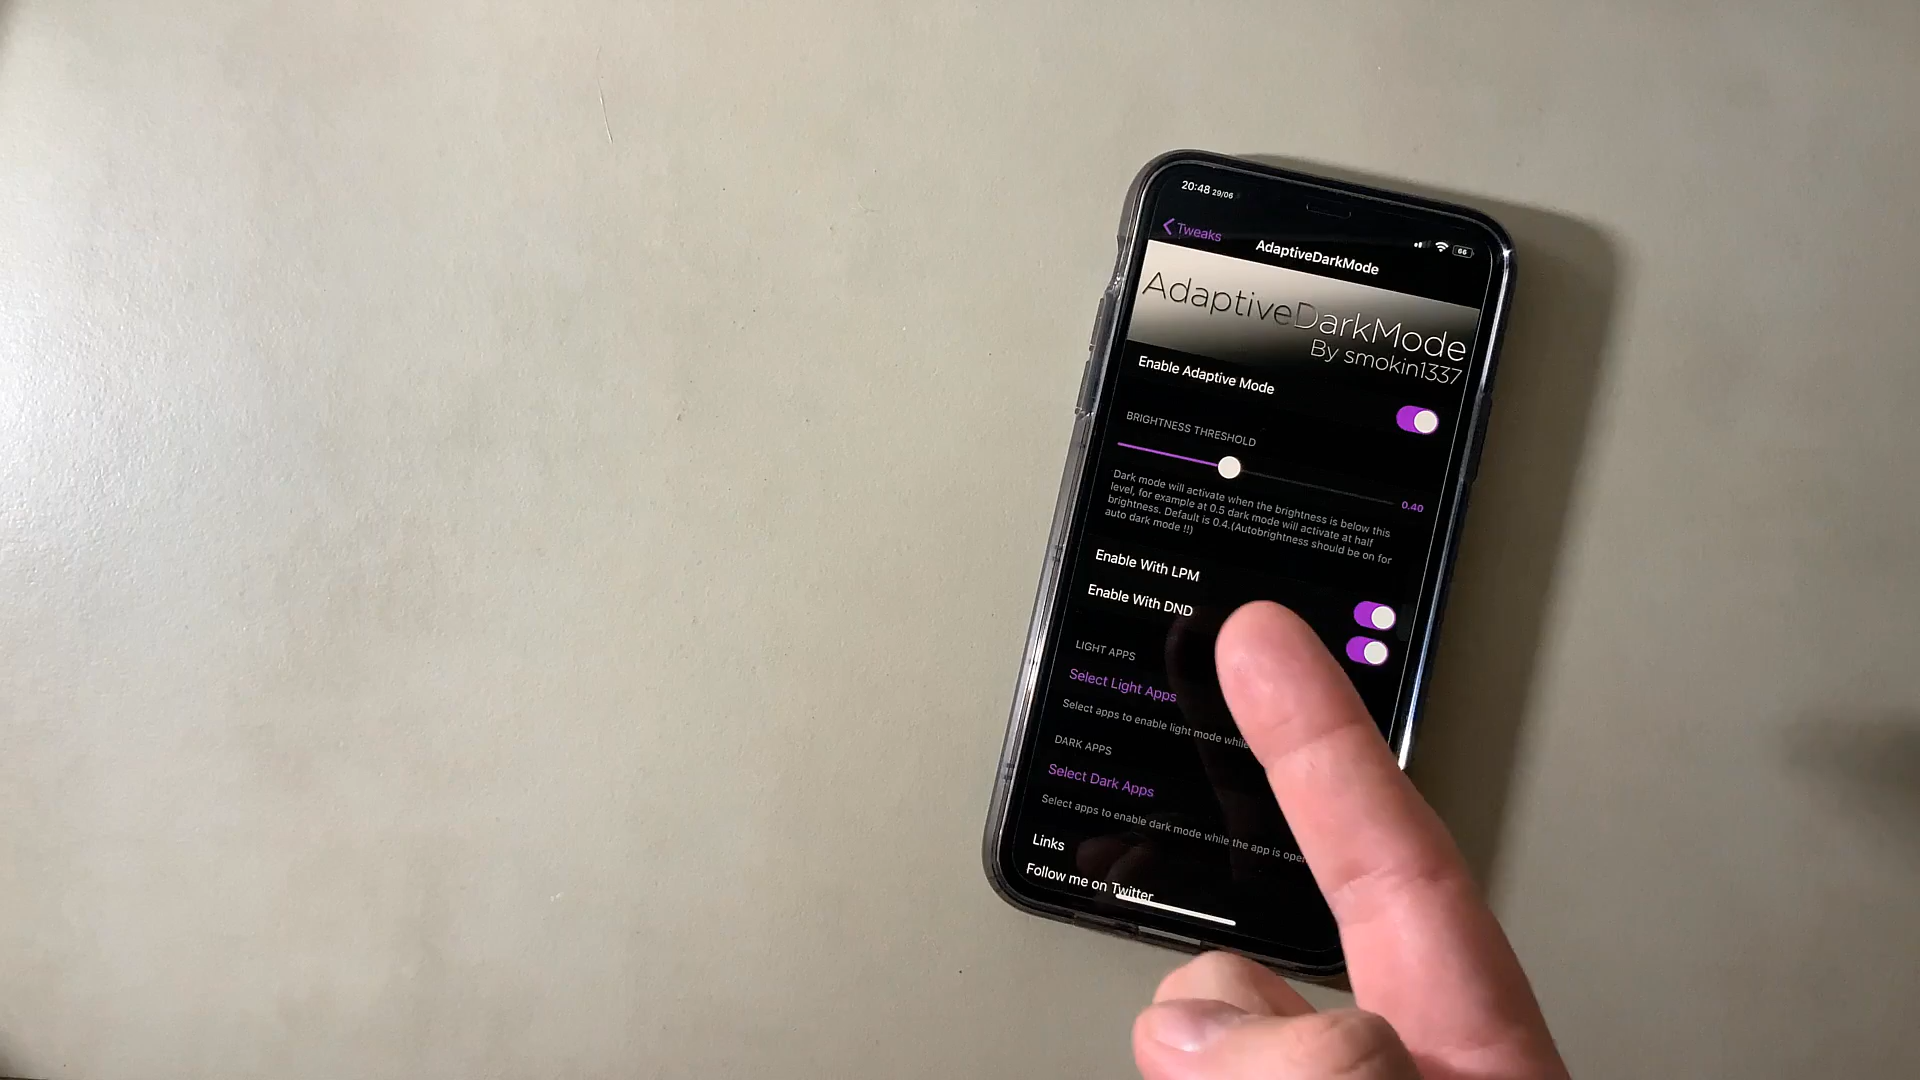 20:48 29/06
66
Tweaks
AdaptiveDarkMode
AdaptiveDarkMode
By smokin1337
Enable Adaptive Mode
BRIGHTNESS THRESHOLD
0.40
Dark mode will activate when the brightness is below this
level, for example at 0.5 dark mode will activate at half
brightness. Default is 0.4.(Autobrightness should be on for
auto dark mode !!)
Enable With LPM
Enable With DND
LIGHT APPS
Select Light Apps
Select apps to enable light mode while
DARK APPS
Select Dark Apps
Select apps to enable dark mode while the app is open
Links
Follow me on Twitter